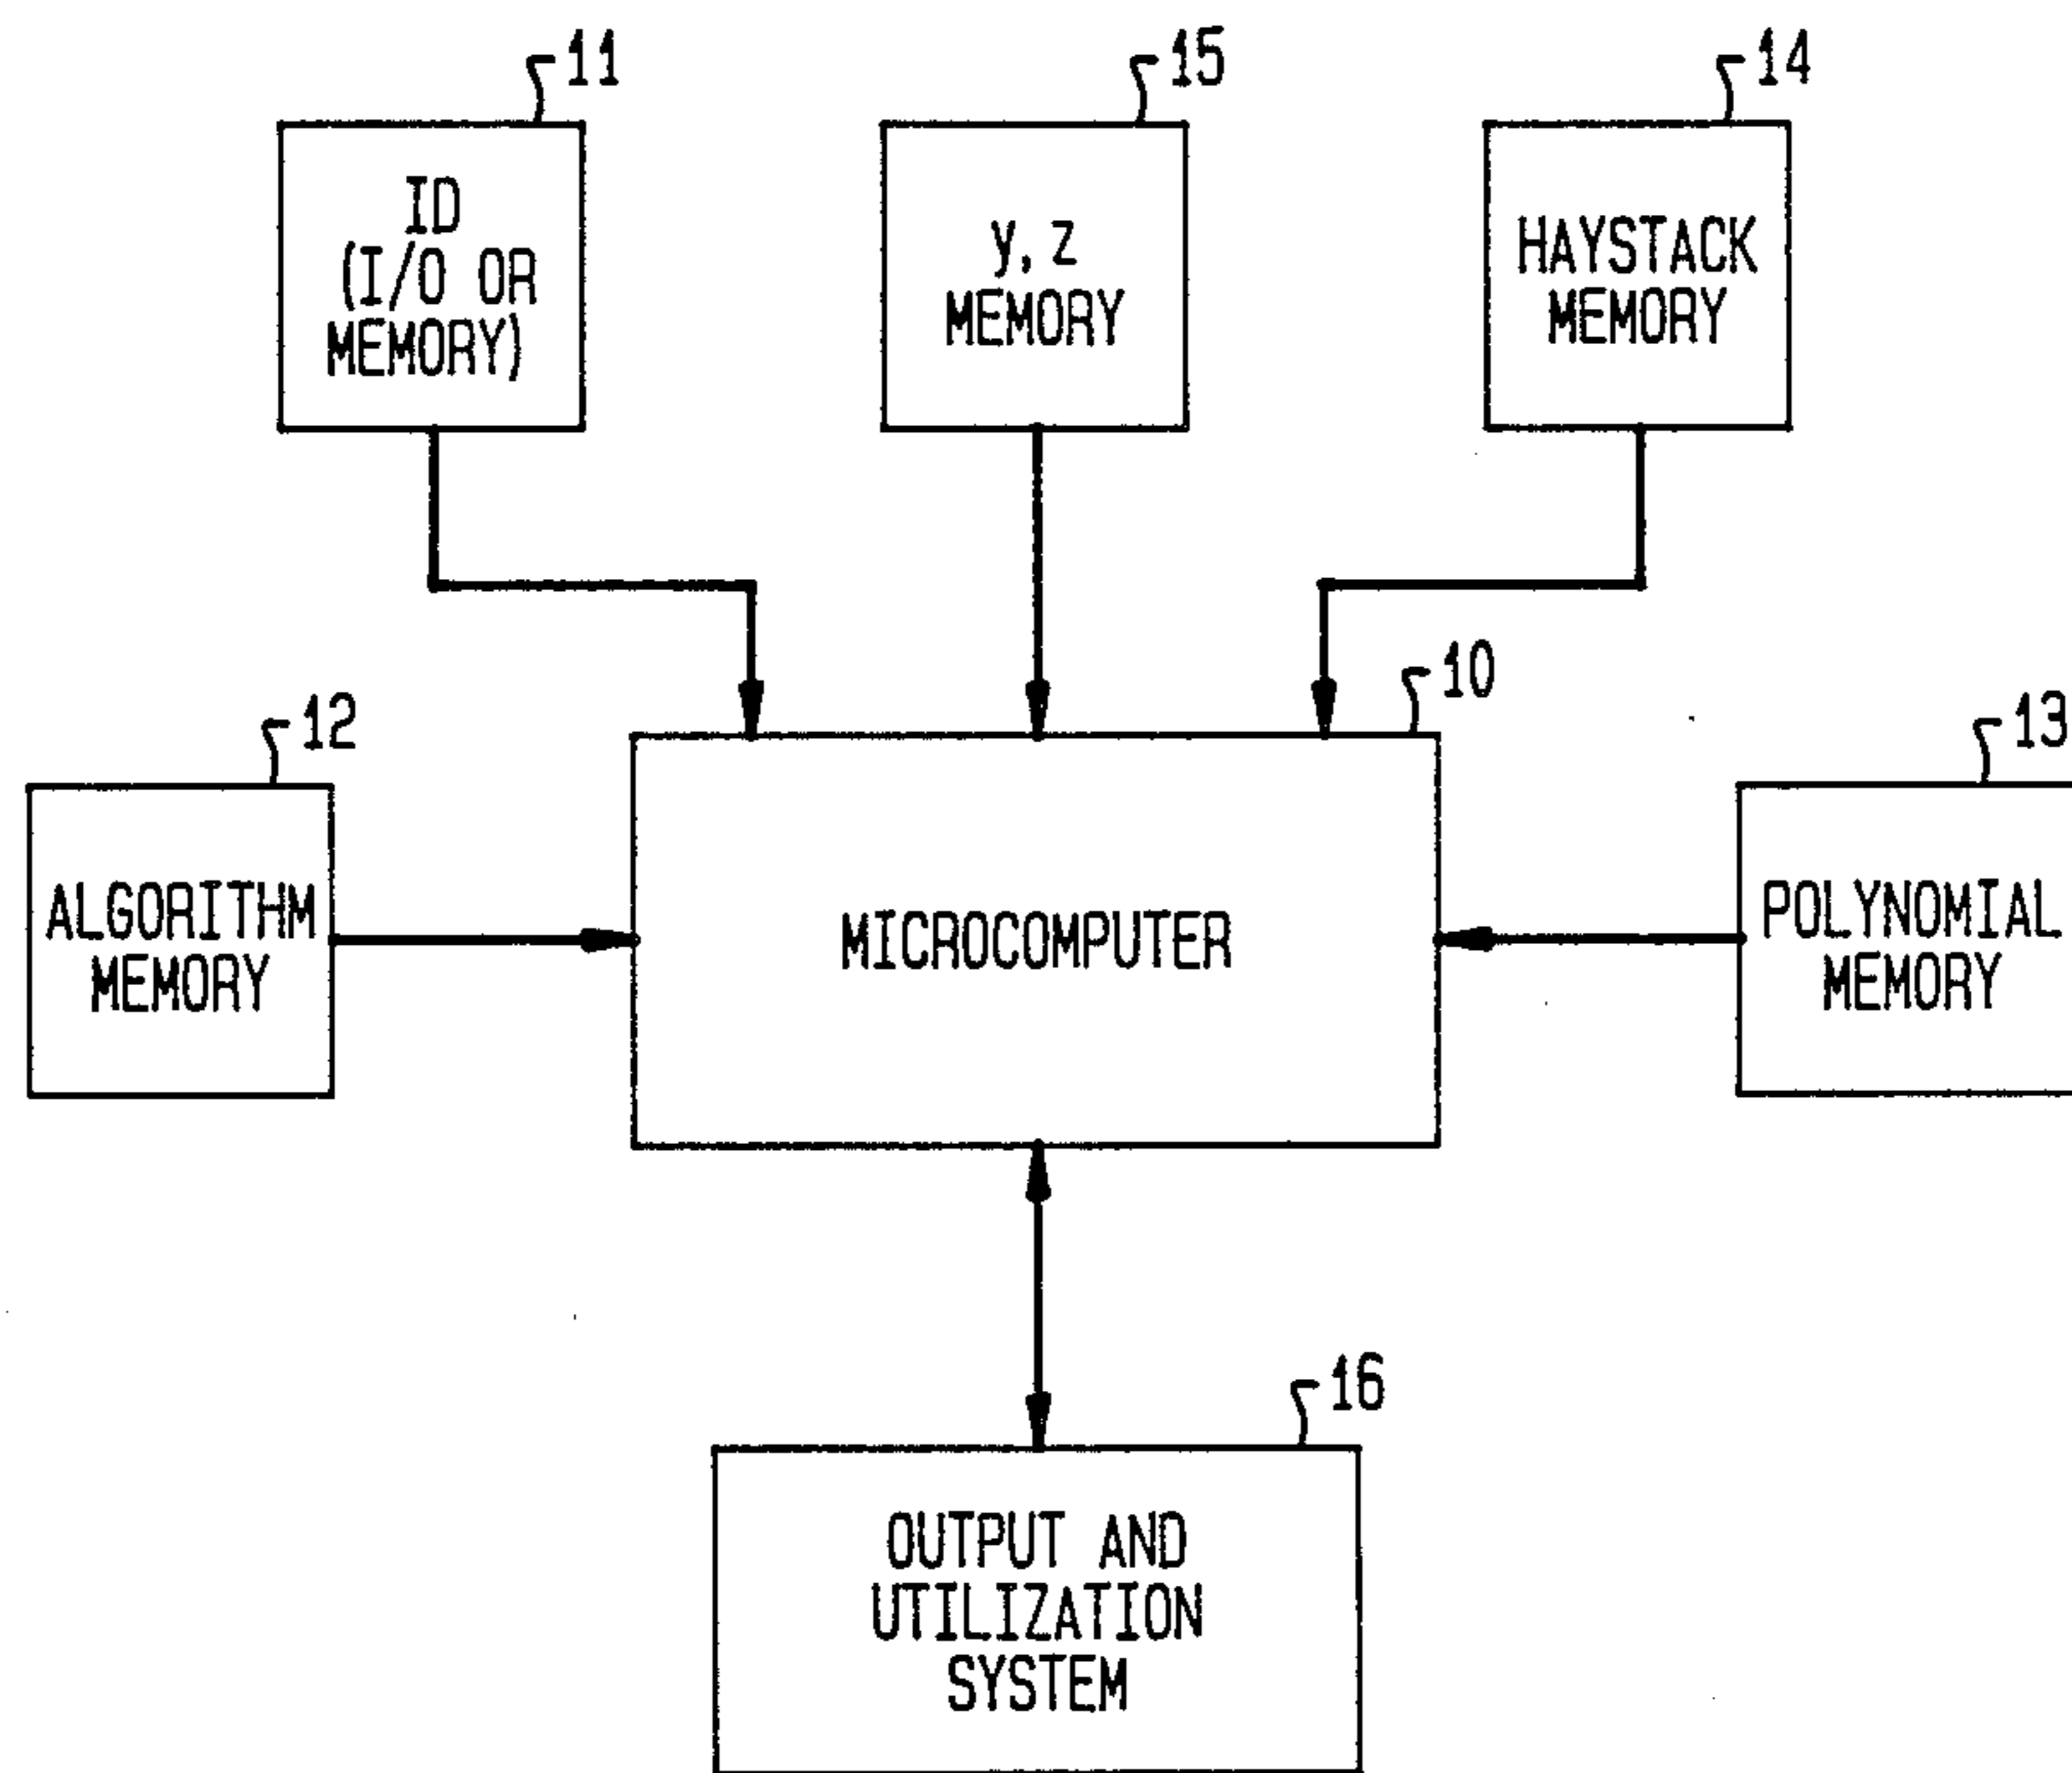 11
15
14
ID
(I/O OR
MEMORY)
y, z
MEMORY
HAYSTACK
MEMORY
10
12
13
ALGORITHM
MEMORY
MICROCOMPUTER
POLYNOMIAL
MEMORY
16
OUTPUT AND
UTILIZATION
SYSTEM